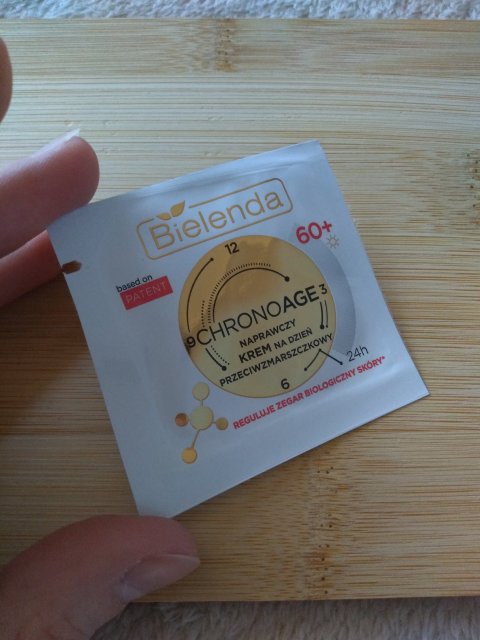 Bielenda
60+
based on
PATENT
12
9
CHRONOAGE
3
NAPRAWCZY
KREM NA DZIEŃ
PRZECIWZMARSZCZKOWY
6
24h
REGULUJE ZEGAR BIOLOGICZNY SKÓRY*